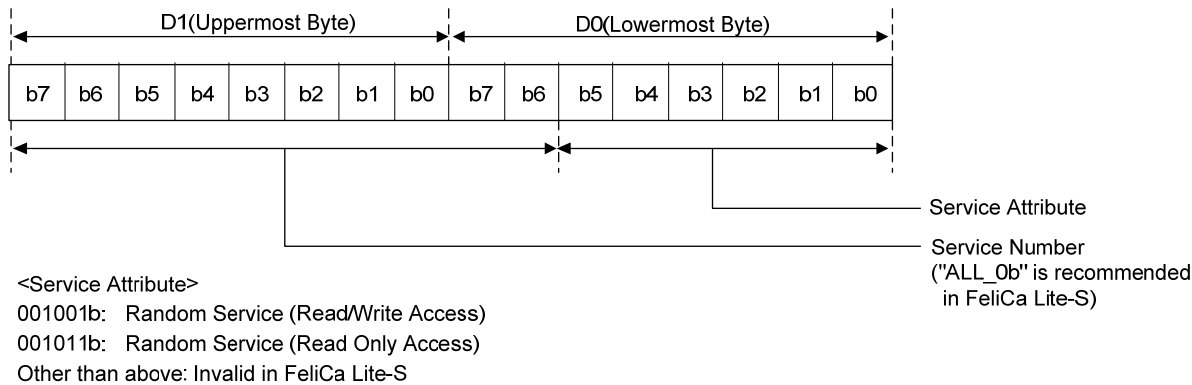 D1(Uppermost Byte) D0(Lowermost Byte)
b7 b6 b5 b4 b3 b2 b1 b0 b7 b6 b5 b4 b3 b2 b1 b0
Service Attribute
Service Number
("ALL_0b" is recommended
in FeliCa Lite-S)
<Service Attribute>
001001b: Random Service (Read/Write Access)
001011b: Random Service (Read Only Access)
Other than above: Invalid in FeliCa Lite-S